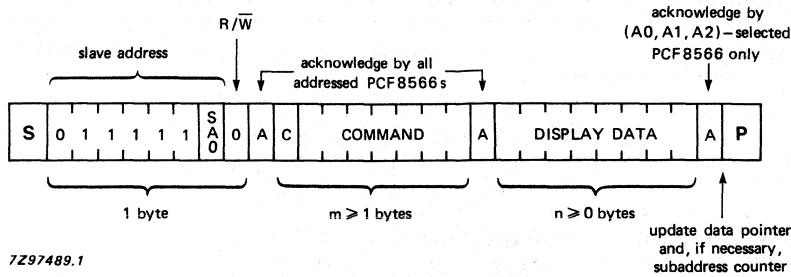 acknowledge by
(A0, A1, A2)–selected
PCF8566 only
R/W̅
slave address
acknowledge by all
addressed PCF8566s
S 0 1 1 1 1 1 SA0 0 A C COMMAND A DISPLAY DATA A P
1 byte
m ⩾ 1 bytes
n ⩾ 0 bytes
update data pointer
and, if necessary,
subaddress counter
7Z97489.1